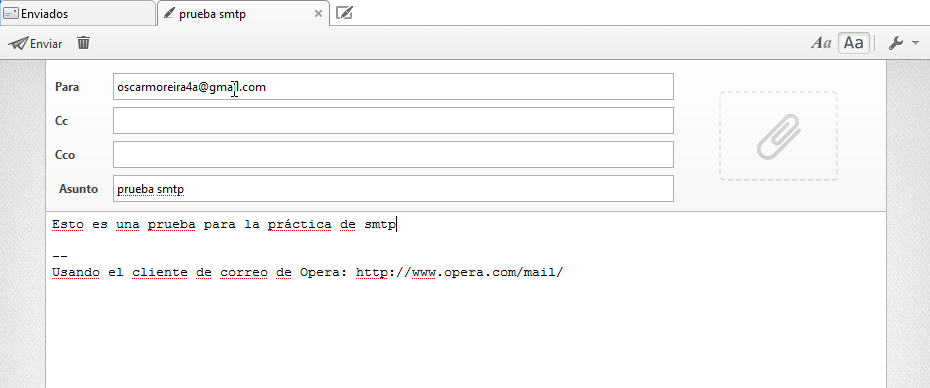 Enviados
prueba smtp
Enviar
Aa
Aa
Para
oscarmoreira4a@gmail.com
Cc
Cco
Asunto
prueba smtp
Esto es una prueba para la práctica de smtp
--
Usando el cliente de correo de Opera: http://www.opera.com/mail/